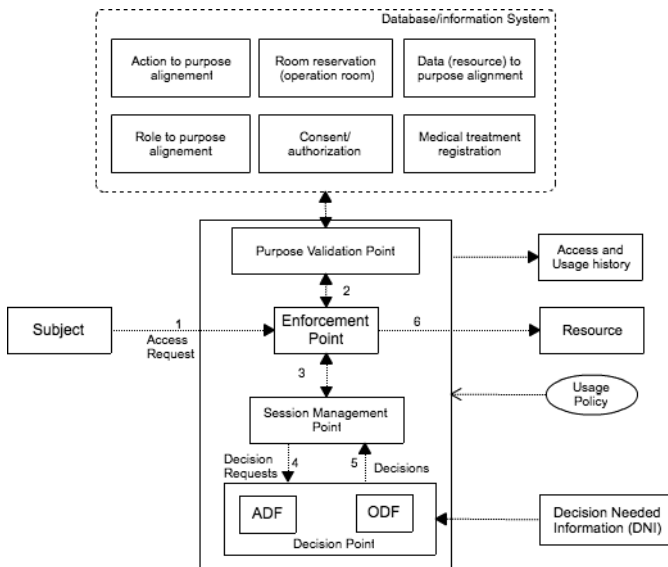 Database/information System
Action to purpose
alignement
Room reservation
(operation room)
Data (resource) to
purpose alignment
Role to purpose
alignement
Consent/
authorization
Medical treatment
registration
Purpose Validation Point
Access and
Usage history
2
Subject
1
Access
Request
Enforcement
Point
6
Resource
3
Usage
Policy
Session Management
Point
Decision
Requests
4
5
Decisions
ADF
ODF
Decision Point
Decision Needed
Information (DNI)